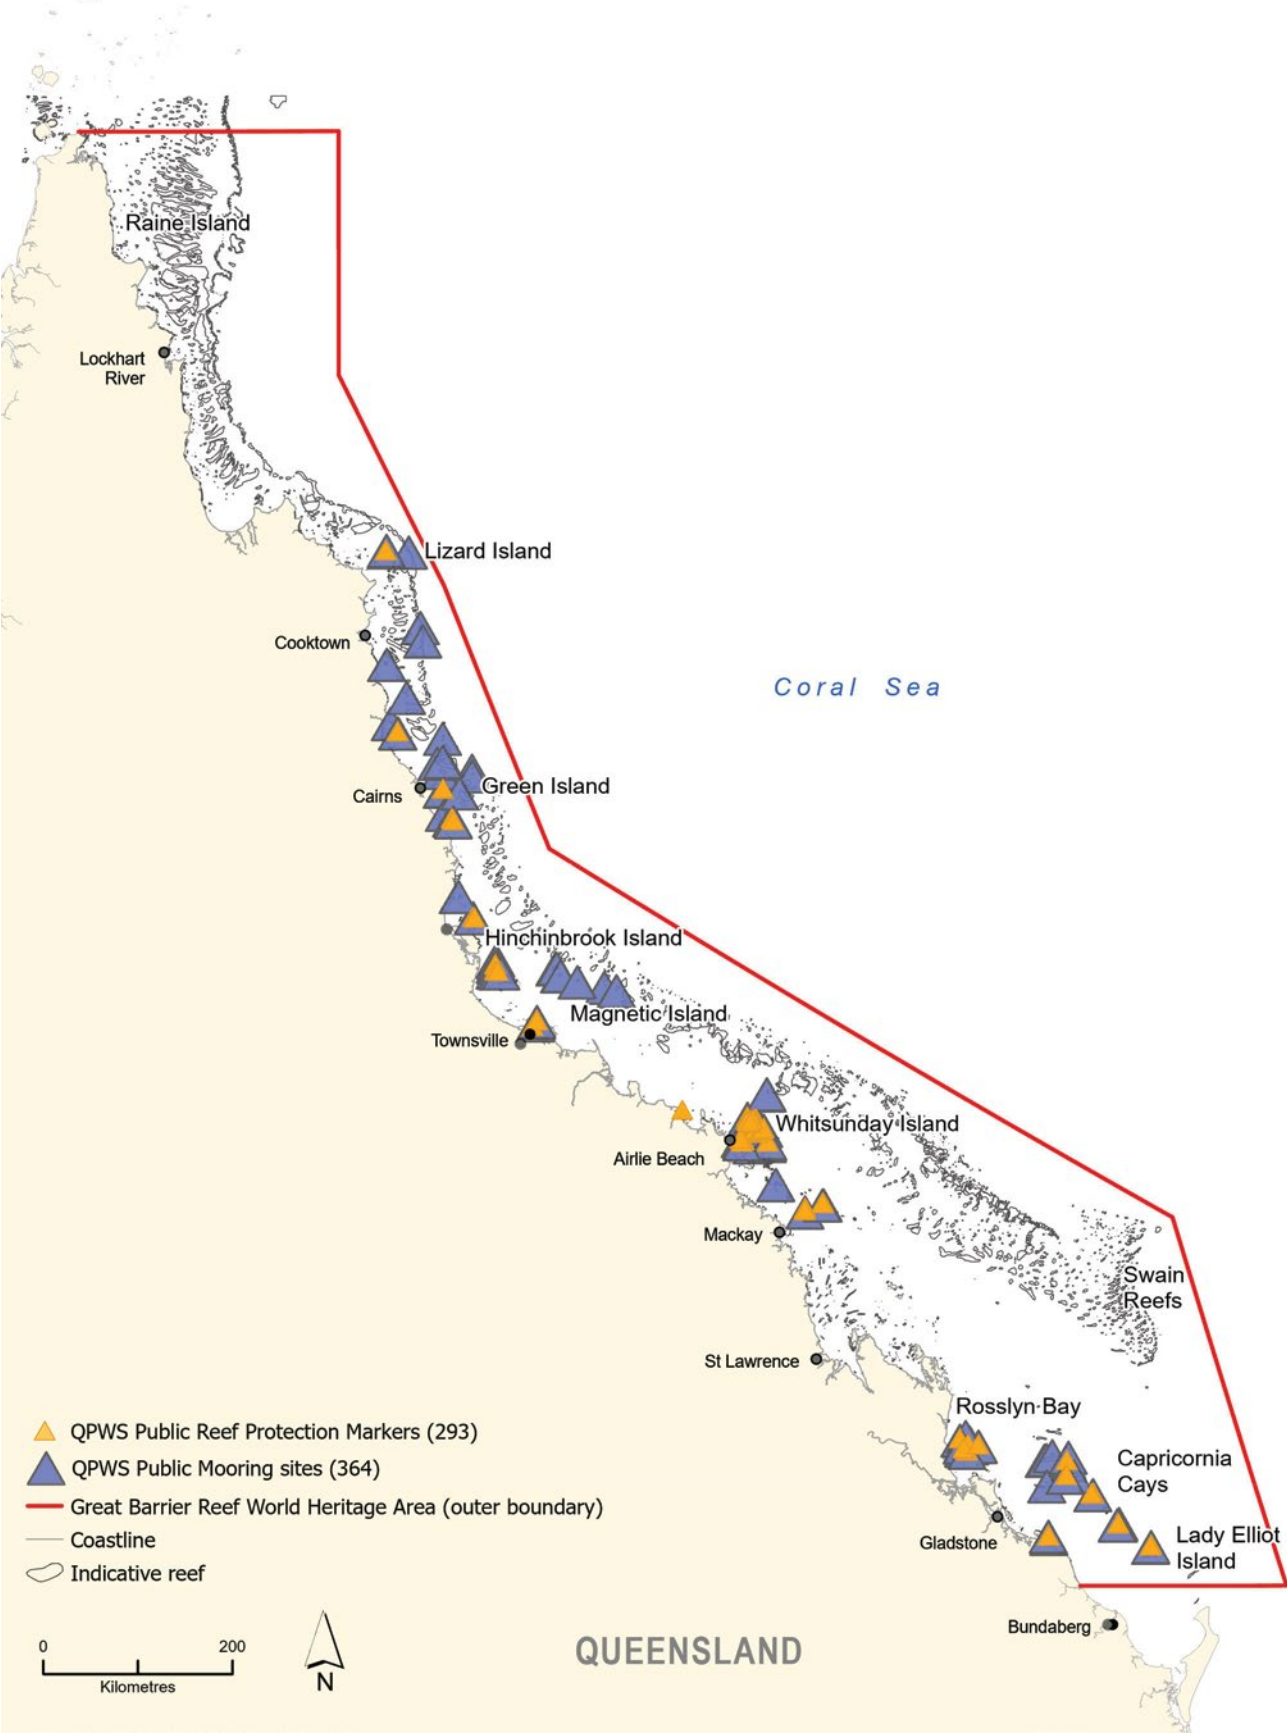 Raine Island
Lockhart
River
Lizard Island
Cooktown
Coral Sea
Green Island
Cairns
Hinchinbrook Island
Magnetic Island
Townsville
Whitsunday Island
Airlie Beach
Mackay
Swain
Reefs
St Lawrence
Rosslyn Bay
Capricornia
Cays
Gladstone
Lady Elliot
Island
Bundaberg
QPWS Public Reef Protection Markers (293)
QPWS Public Mooring sites (364)
Great Barrier Reef World Heritage Area (outer boundary)
Coastline
Indicative reef
0 200
Kilometres
N
QUEENSLAND